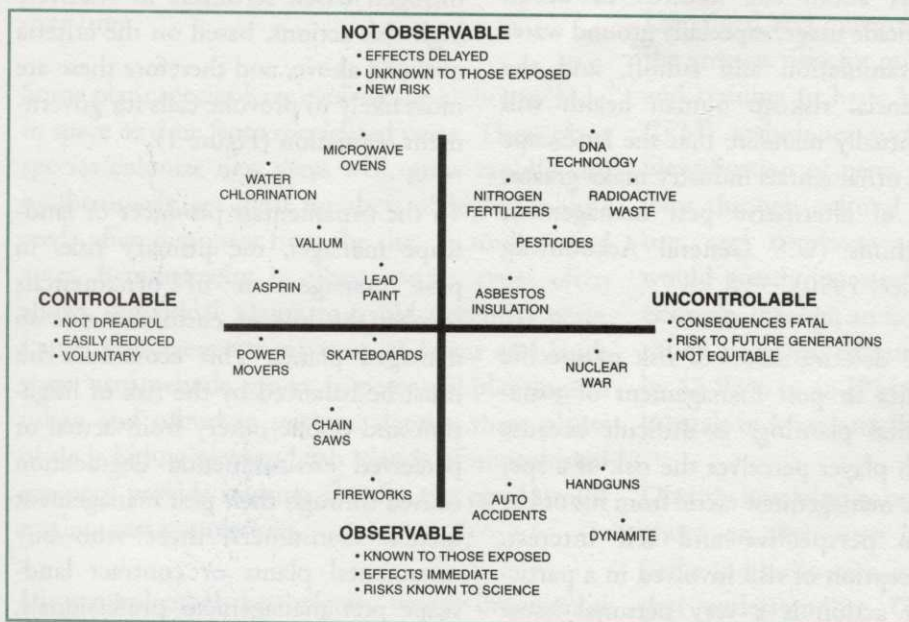 NOT OBSERVABLE
• EFFECTS DELAYED
• UNKNOWN TO THOSE EXPOSED
• NEW RISK
MICROWAVE
OVENS
DNA
TECHNOLOGY
WATER
CHLORINATION
NITROGEN
FERTILIZERS
RADIOACTIVE
WASTE
VALIUM
PESTICIDES
ASPRIN
LEAD
PAINT
ASBESTOS
INSULATION
CONTROLABLE
• NOT DREADFUL
• EASILY REDUCED
• VOLUNTARY
UNCONTROLABLE
• CONSEQUENCES FATAL
• RISK TO FUTURE GENERATIONS
• NOT EQUITABLE
POWER
MOVERS
SKATEBOARDS
NUCLEAR
WAR
CHAIN
SAWS
HANDGUNS
FIREWORKS
AUTO
ACCIDENTS
DYNAMITE
OBSERVABLE
• KNOWN TO THOSE EXPOSED
• EFFECTS IMMEDIATE
• RISKS KNOWN TO SCIENCE